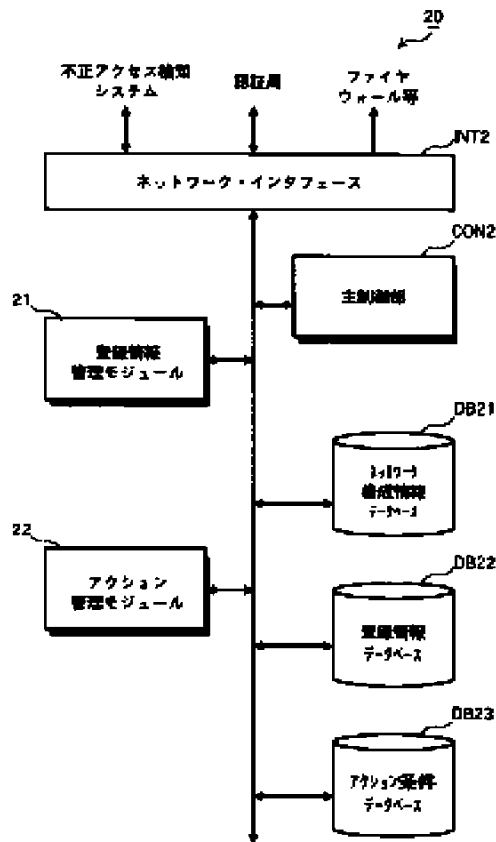 20
不正アクセス検知
システム
認証局
ファイヤ
ウォール等
INT2
ネットワーク・インタフェース
CON2
主制御部
21
登録情報
管理モジュール
DB21
ネットワーク
構成情報
データベース
22
アクション
管理モジュール
DB22
登録情報
データベース
DB23
アクション条件
データベース